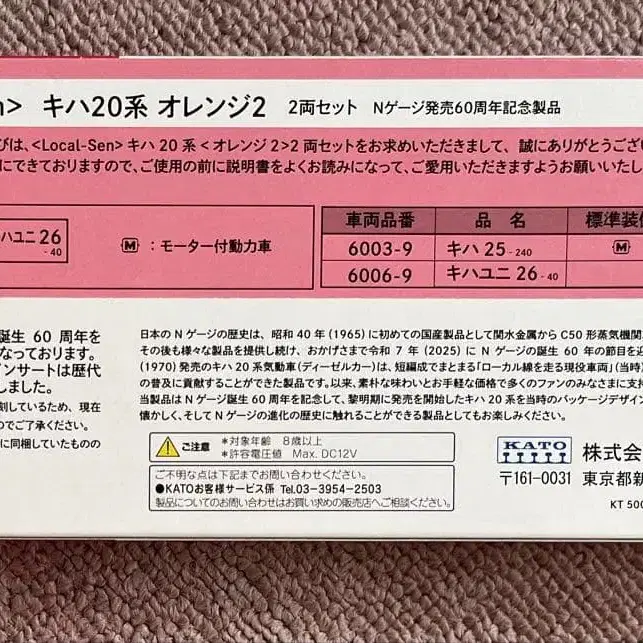 n> キハ20系 オレンジ2 2両セット Nゲージ発売60周年記念製品
びは、<Local-Sen> キハ 20 系 < オレンジ 2>2 両セットをお求めいただきまして、誠にありがとうござい
にできておりますので、ご使用の前に説明書をよくお読みになって、ご愛用いただきますようお願いいたし
ハユニ 26
-40
M : モーター付動力車
車両品番 品 名 標準装
6003-9 キハ 25 -240 M
6006-9 キハユニ 26 -40
誕生 60 周年を
なっております。
インサートは歴代
しました。
刻しているため、現在
のでご了承ください。
に同梱していたものの
日本の N ゲージの歴史は、昭和 40 年 (1965) に初めての国産製品として関水金属から C50 形蒸気機関
その後も様々な製品を提供し続け、おかげさまで令和 7 年 (2025) に N ゲージの誕生 60 年の節目を迎
(1970) 発売のキハ 20 系気動車(ディーゼルカー)は、短編成でまとまる「ローカル線を走る現役車両」(当時)
の普及に貢献することができた製品です。以来、素朴な味わいとお手軽な価格で多くのファンのみなさまに支持
当製品は N ゲージ誕生 60 周年を記念して、黎明期に発売を開始したキハ 20 系を当時のパッケージデザイン
懐かしく、そして N ゲージの進化の歴史に触れることができる製品としてもお楽しみください。
ご注意 *対象年齢 8歳以上
*許容電圧値 Max. DC12V
ご不明な点は下記までお問い合わせください。
●KATOお客様サービス係 Tel.03-3954-2503
製品についてのお問い合わせはお買い求めの販売店へご相談ください。
KATO 株式会
〒161-0031 東京都新
KT 500